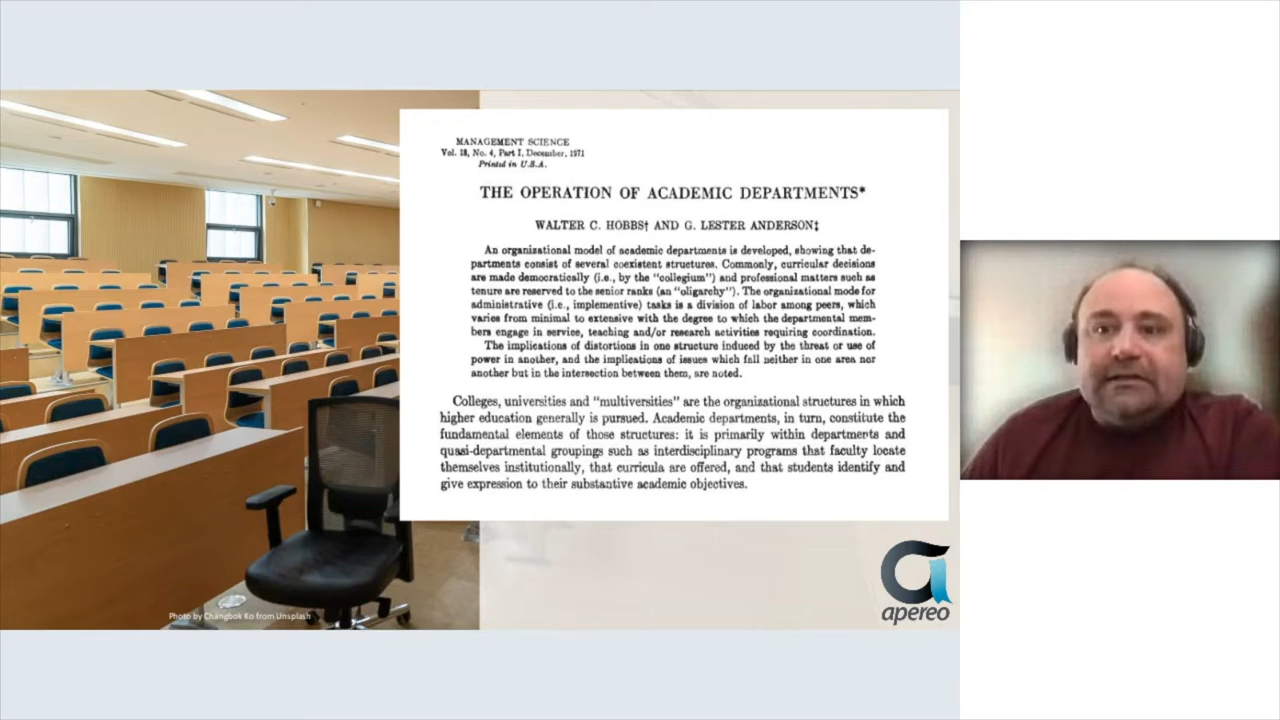 MANAGEMENT SCIENCE
Vol. 18, No. 4, Part I, December, 1971
Printed in U.S.A.
THE OPERATION OF ACADEMIC DEPARTMENTS*
WALTER C. HOBBS† AND G. LESTER ANDERSON‡
An organizational model of academic departments is developed, showing that de-
partments consist of several coexistent structures. Commonly, curricular decisions
are made democratically (i.e., by the "collegium") and professional matters such as
tenure are reserved to the senior ranks (an "oligarchy"). The organizational mode for
administrative (i.e., implementive) tasks is a division of labor among peers, which
varies from minimal to extensive with the degree to which the departmental mem-
bers engage in service, teaching and/or research activities requiring coordination.
The implications of distortions in one structure induced by the threat or use of
power in another, and the implications of issues which fall neither in one area nor
another but in the intersection between them, are noted.
Colleges, universities and "multiversities" are the organizational structures in which
higher education generally is pursued. Academic departments, in turn, constitute the
fundamental elements of those structures: it is primarily within departments and
quasi-departmental groupings such as interdisciplinary programs that faculty locate
themselves institutionally, that curricula are offered, and that students identify and
give expression to their substantive academic objectives.
Photo by Changbok Ko from Unsplash
apereo